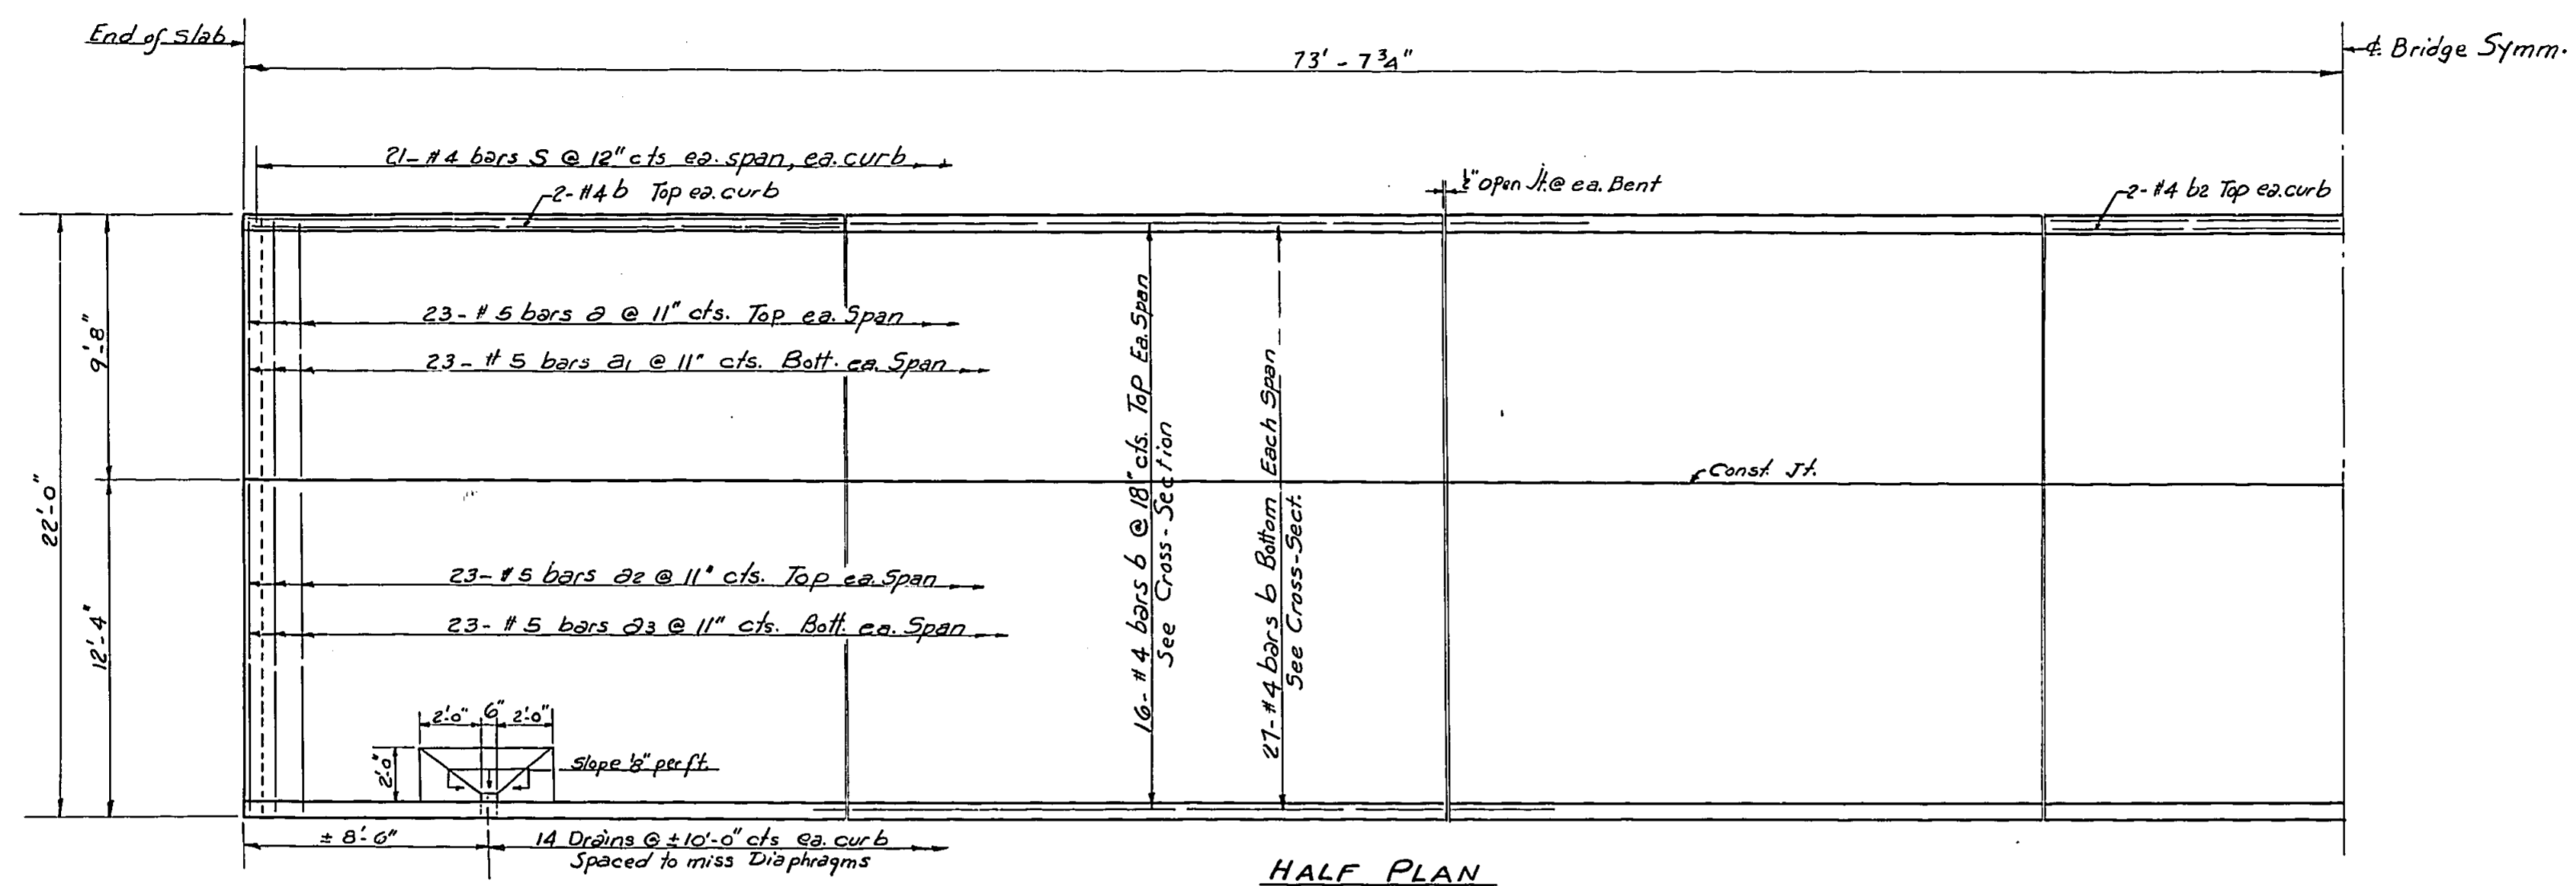 End of slab
73' - 7 3/4"
₵ Bridge Symm.
21- #4 bars S @ 12" cts ea. span, ea. curb
2- #4 b Top ea. curb
1/2" open Jt. @ ea. Bent
2- #4 b2 Top ea. curb
22'-0"
9'-8"
12'-4"
23- #5 bars a @ 11" cts. Top ea. Span
23- #5 bars a1 @ 11" cts. Bott. ea. Span
16- #4 bars b @ 18" cts. Top Ea. Span
See Cross-Section
27- #4 bars b Bottom Each Span
See Cross-Sect.
Const. Jt.
23- #5 bars a2 @ 11" cts. Top ea. Span
23- #5 bars a3 @ 11" cts. Bott. ea. Span
2'-0" 6" 2'-0"
2'-0"
Slope 1/8" per ft.
± 8'-6"
14 Drains @ ±10'-0" cts ea. curb
Spaced to miss Diaphragms
HALF PLAN